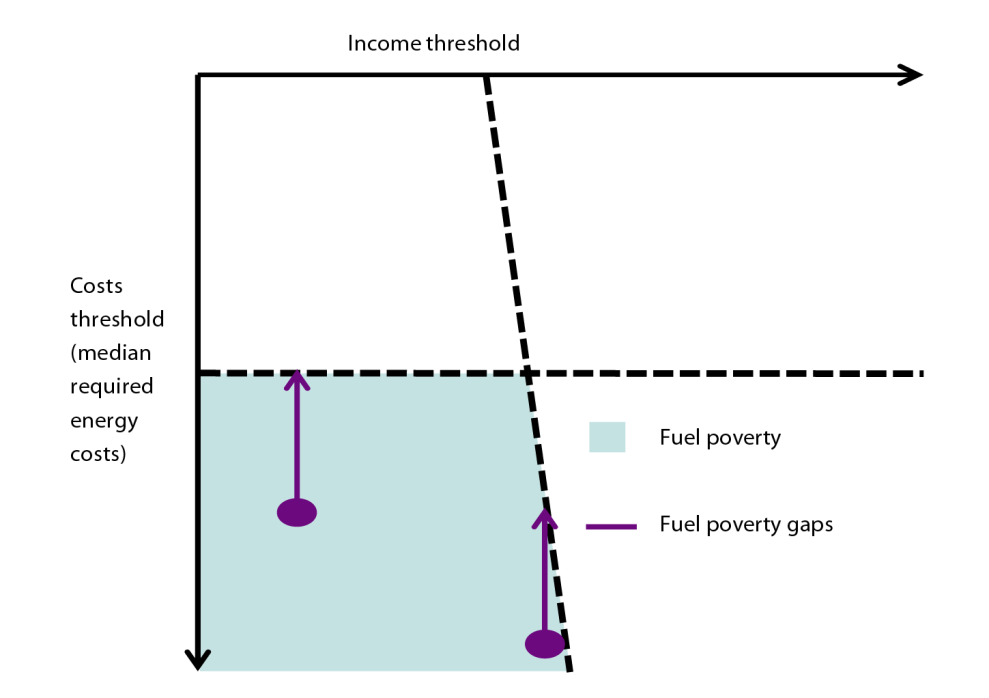 Income threshold
Costs
threshold
(median
required
energy
costs)
Fuel poverty
Fuel poverty gaps